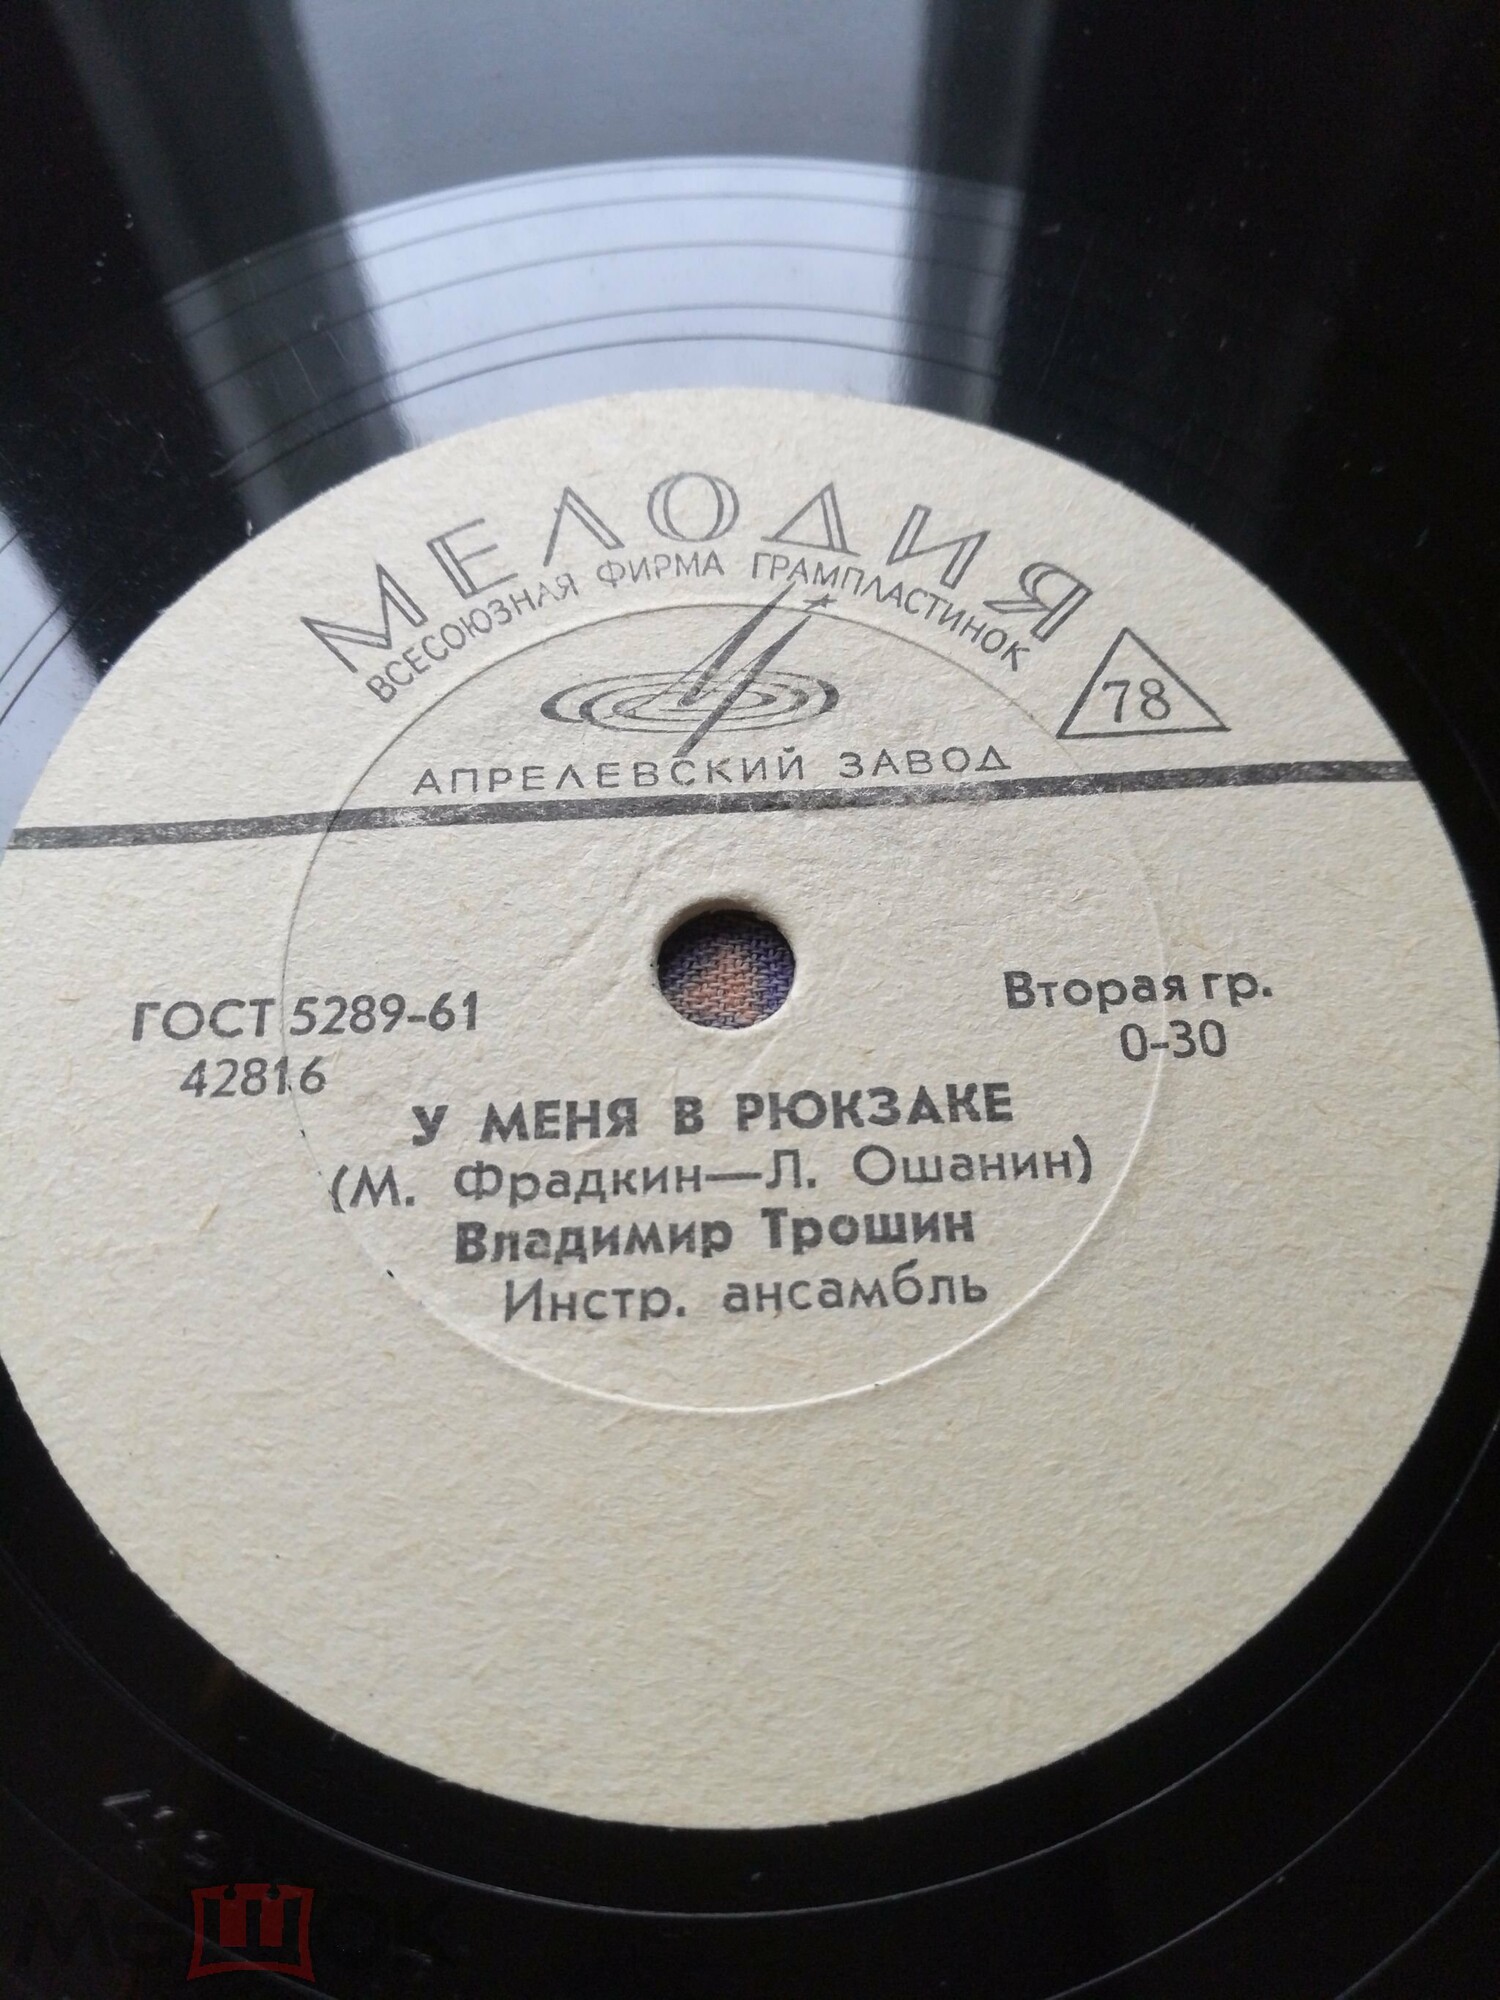 МЕЛОДИЯ
ВСЕСОЮЗНАЯ ФИРМА ГРАМПЛАСТИНОК
78
АПРЕЛЕВСКИЙ ЗАВОД
ГОСТ 5289-61
42816
Вторая гр.
0-30
У МЕНЯ В РЮКЗАКЕ
(М. Фрадкин—Л. Ошанин)
Владимир Трошин
Инстр. ансамбль